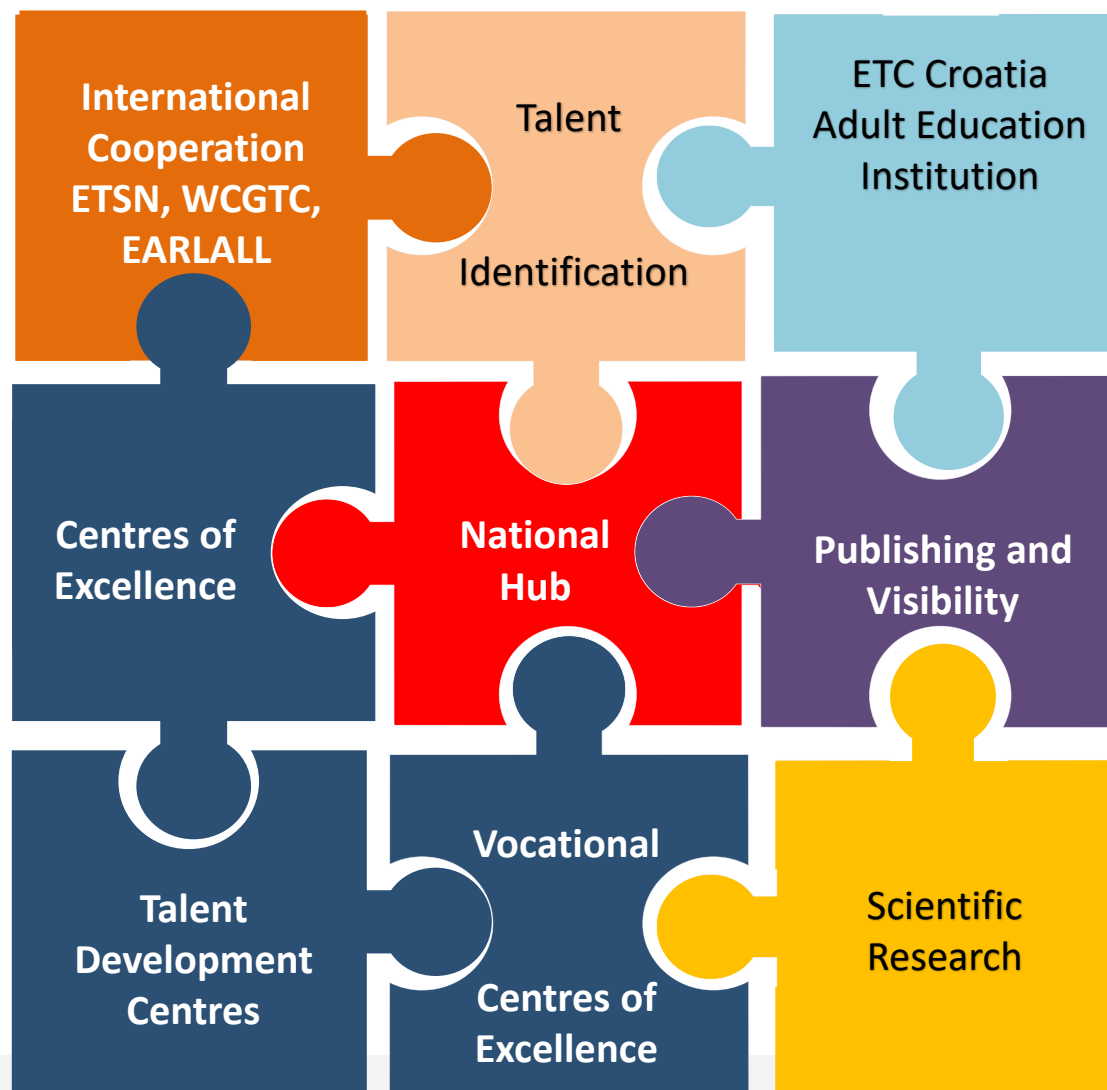 International
Cooperation
ETSN, WCGTC,
EARLALL
Talent
Identification
ETC Croatia
Adult Education
Institution
Centres of
Excellence
National
Hub
Publishing and
Visibility
Talent
Development
Centres
Vocational
Centres of
Excellence
Scientific
Research